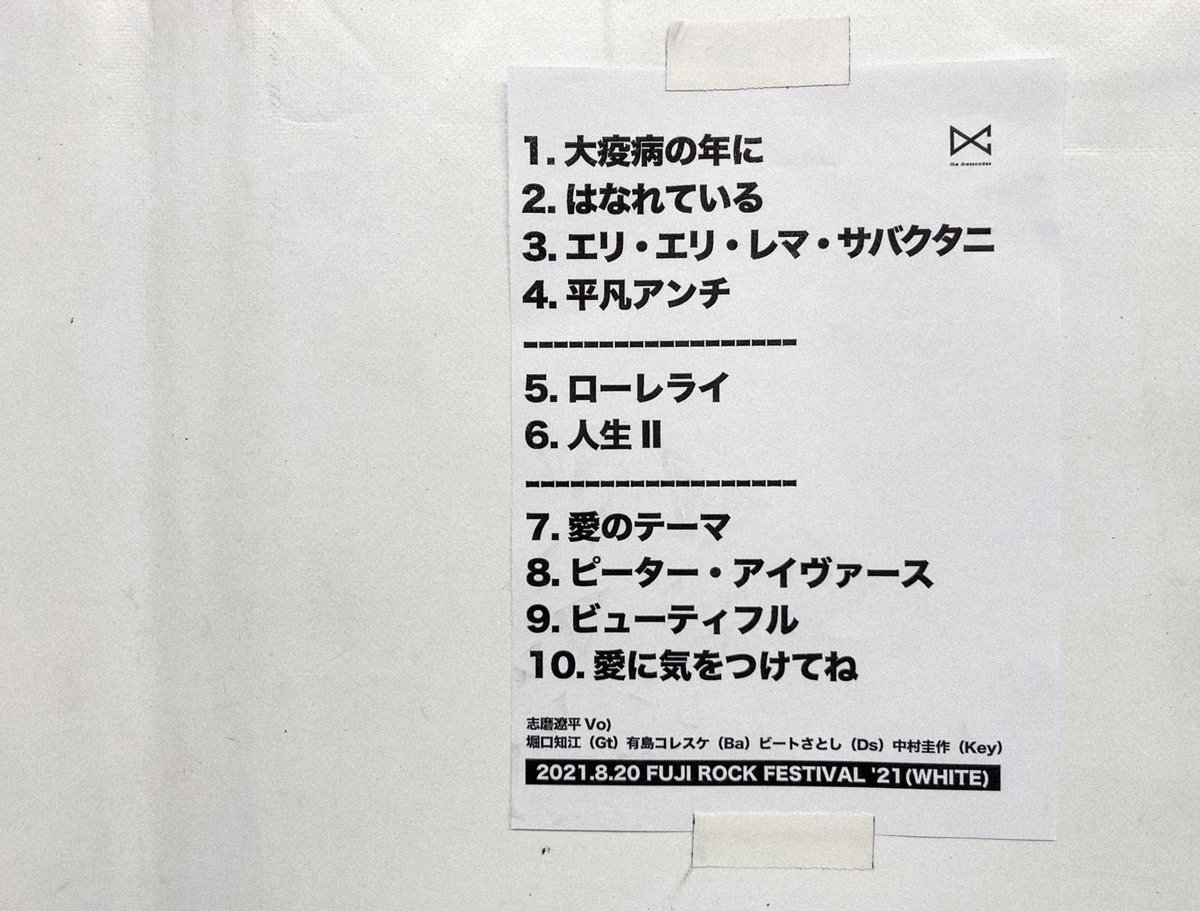 the dresscodes
1. 大疫病の年に
2. はなれている
3. エリ・エリ・レマ・サバクタニ
4. 平凡アンチ
------------------
5. ローレライ
6. 人生 II
------------------
7. 愛のテーマ
8. ピーター・アイヴァース
9. ビューティフル
10. 愛に気をつけてね
志磨遼平 Vo)
堀口知江（Gt）有島コレスケ（Ba）ビートさとし（Ds）中村圭作（Key）
2021.8.20 FUJI ROCK FESTIVAL '21(WHITE)